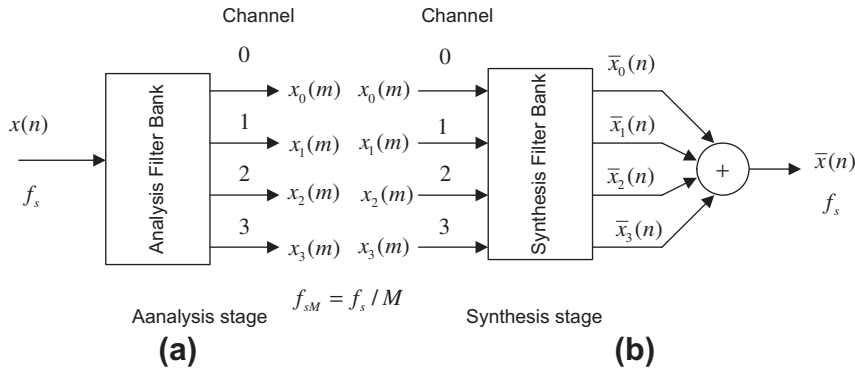 Channel Channel
0 0 x̄₀(n)
x₀(m) x₀(m)
x(n) 1 1 x̄₁(n)
x₁(m) x₁(m) x̄(n)
Analysis Filter Bank Synthesis Filter Bank +
fₛ 2 2 x̄₂(n) fₛ
x₂(m) x₂(m)
3 3 x̄₃(n)
x₃(m) x₃(m)
fₛM = fₛ / M
Aanalysis stage Synthesis stage
(a) (b)